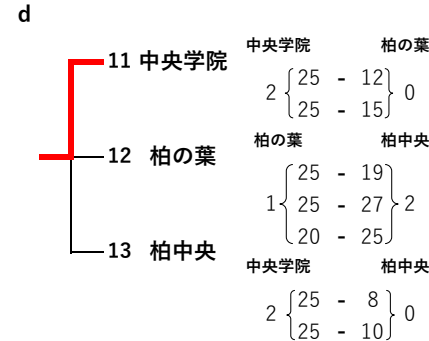 d
11 中央学院
12 柏の葉
13 柏中央
中央学院 柏の葉
2 25 - 12 0
25 - 15
柏の葉 柏中央
25 - 19
1 25 - 27 2
20 - 25
中央学院 柏中央
2 25 - 8 0
25 - 10